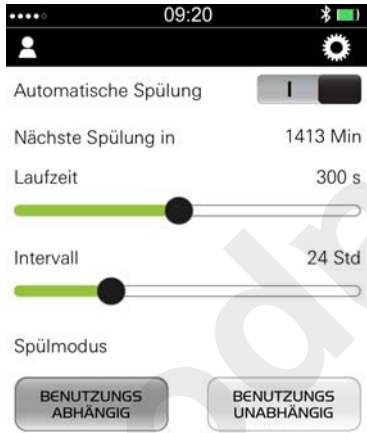 09:20
Automatische Spülung I
Nächste Spülung in 1413 Min
Laufzeit 300 s
Intervall 24 Std
Spülmodus
BENUTZUNGS BENUTZUNGS
ABHÄNGIG UNABHÄNGIG